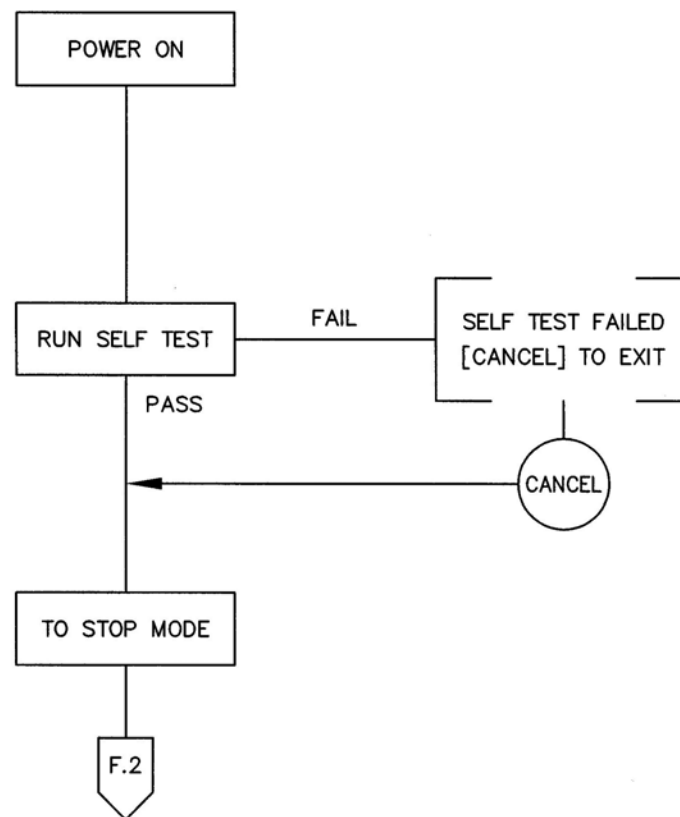 POWER ON
RUN SELF TEST
FAIL
SELF TEST FAILED
[CANCEL] TO EXIT
PASS
CANCEL
TO STOP MODE
F.2